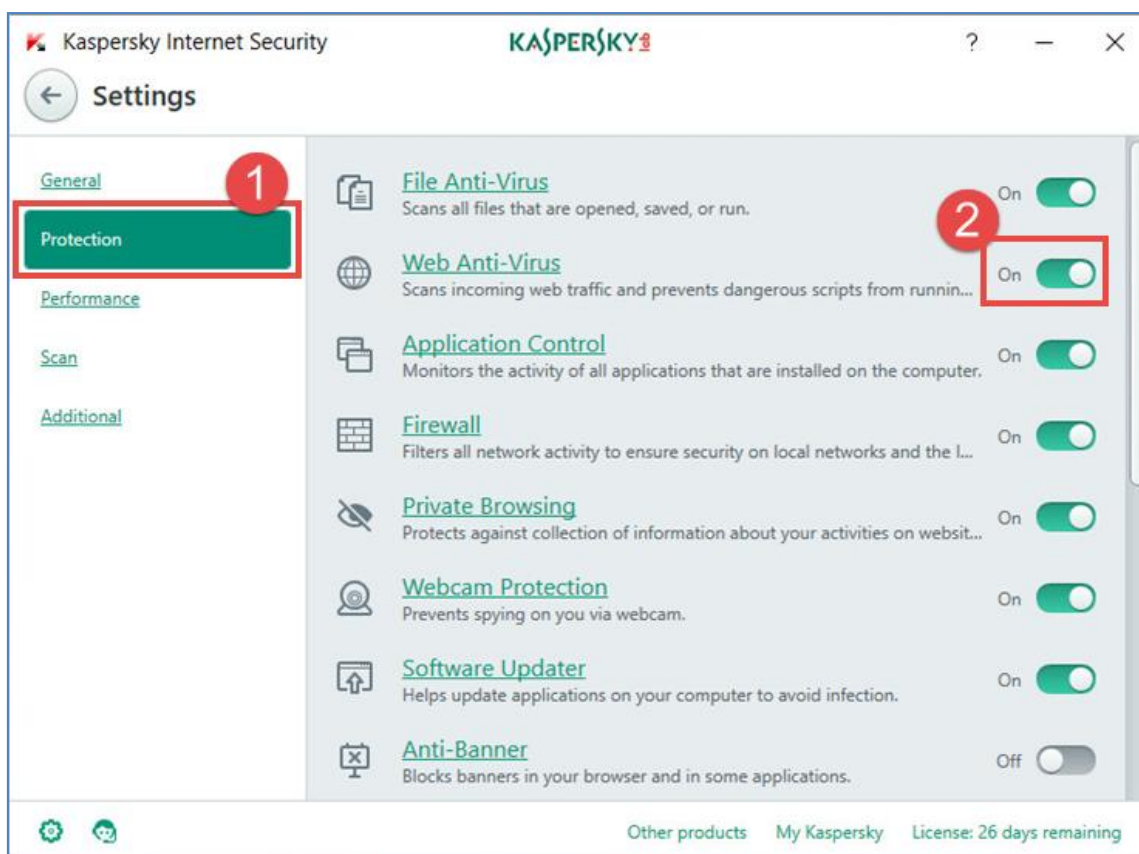 Kaspersky Internet Security
KASPERSKY lab
?
Settings
General
1
Protection
Performance
Scan
Additional
File Anti-Virus
Scans all files that are opened, saved, or run.
On
2
Web Anti-Virus
Scans incoming web traffic and prevents dangerous scripts from runnin...
On
Application Control
Monitors the activity of all applications that are installed on the computer.
On
Firewall
Filters all network activity to ensure security on local networks and the I...
On
Private Browsing
Protects against collection of information about your activities on websit...
On
Webcam Protection
Prevents spying on you via webcam.
On
Software Updater
Helps update applications on your computer to avoid infection.
On
Anti-Banner
Blocks banners in your browser and in some applications.
Off
Other products My Kaspersky License: 26 days remaining